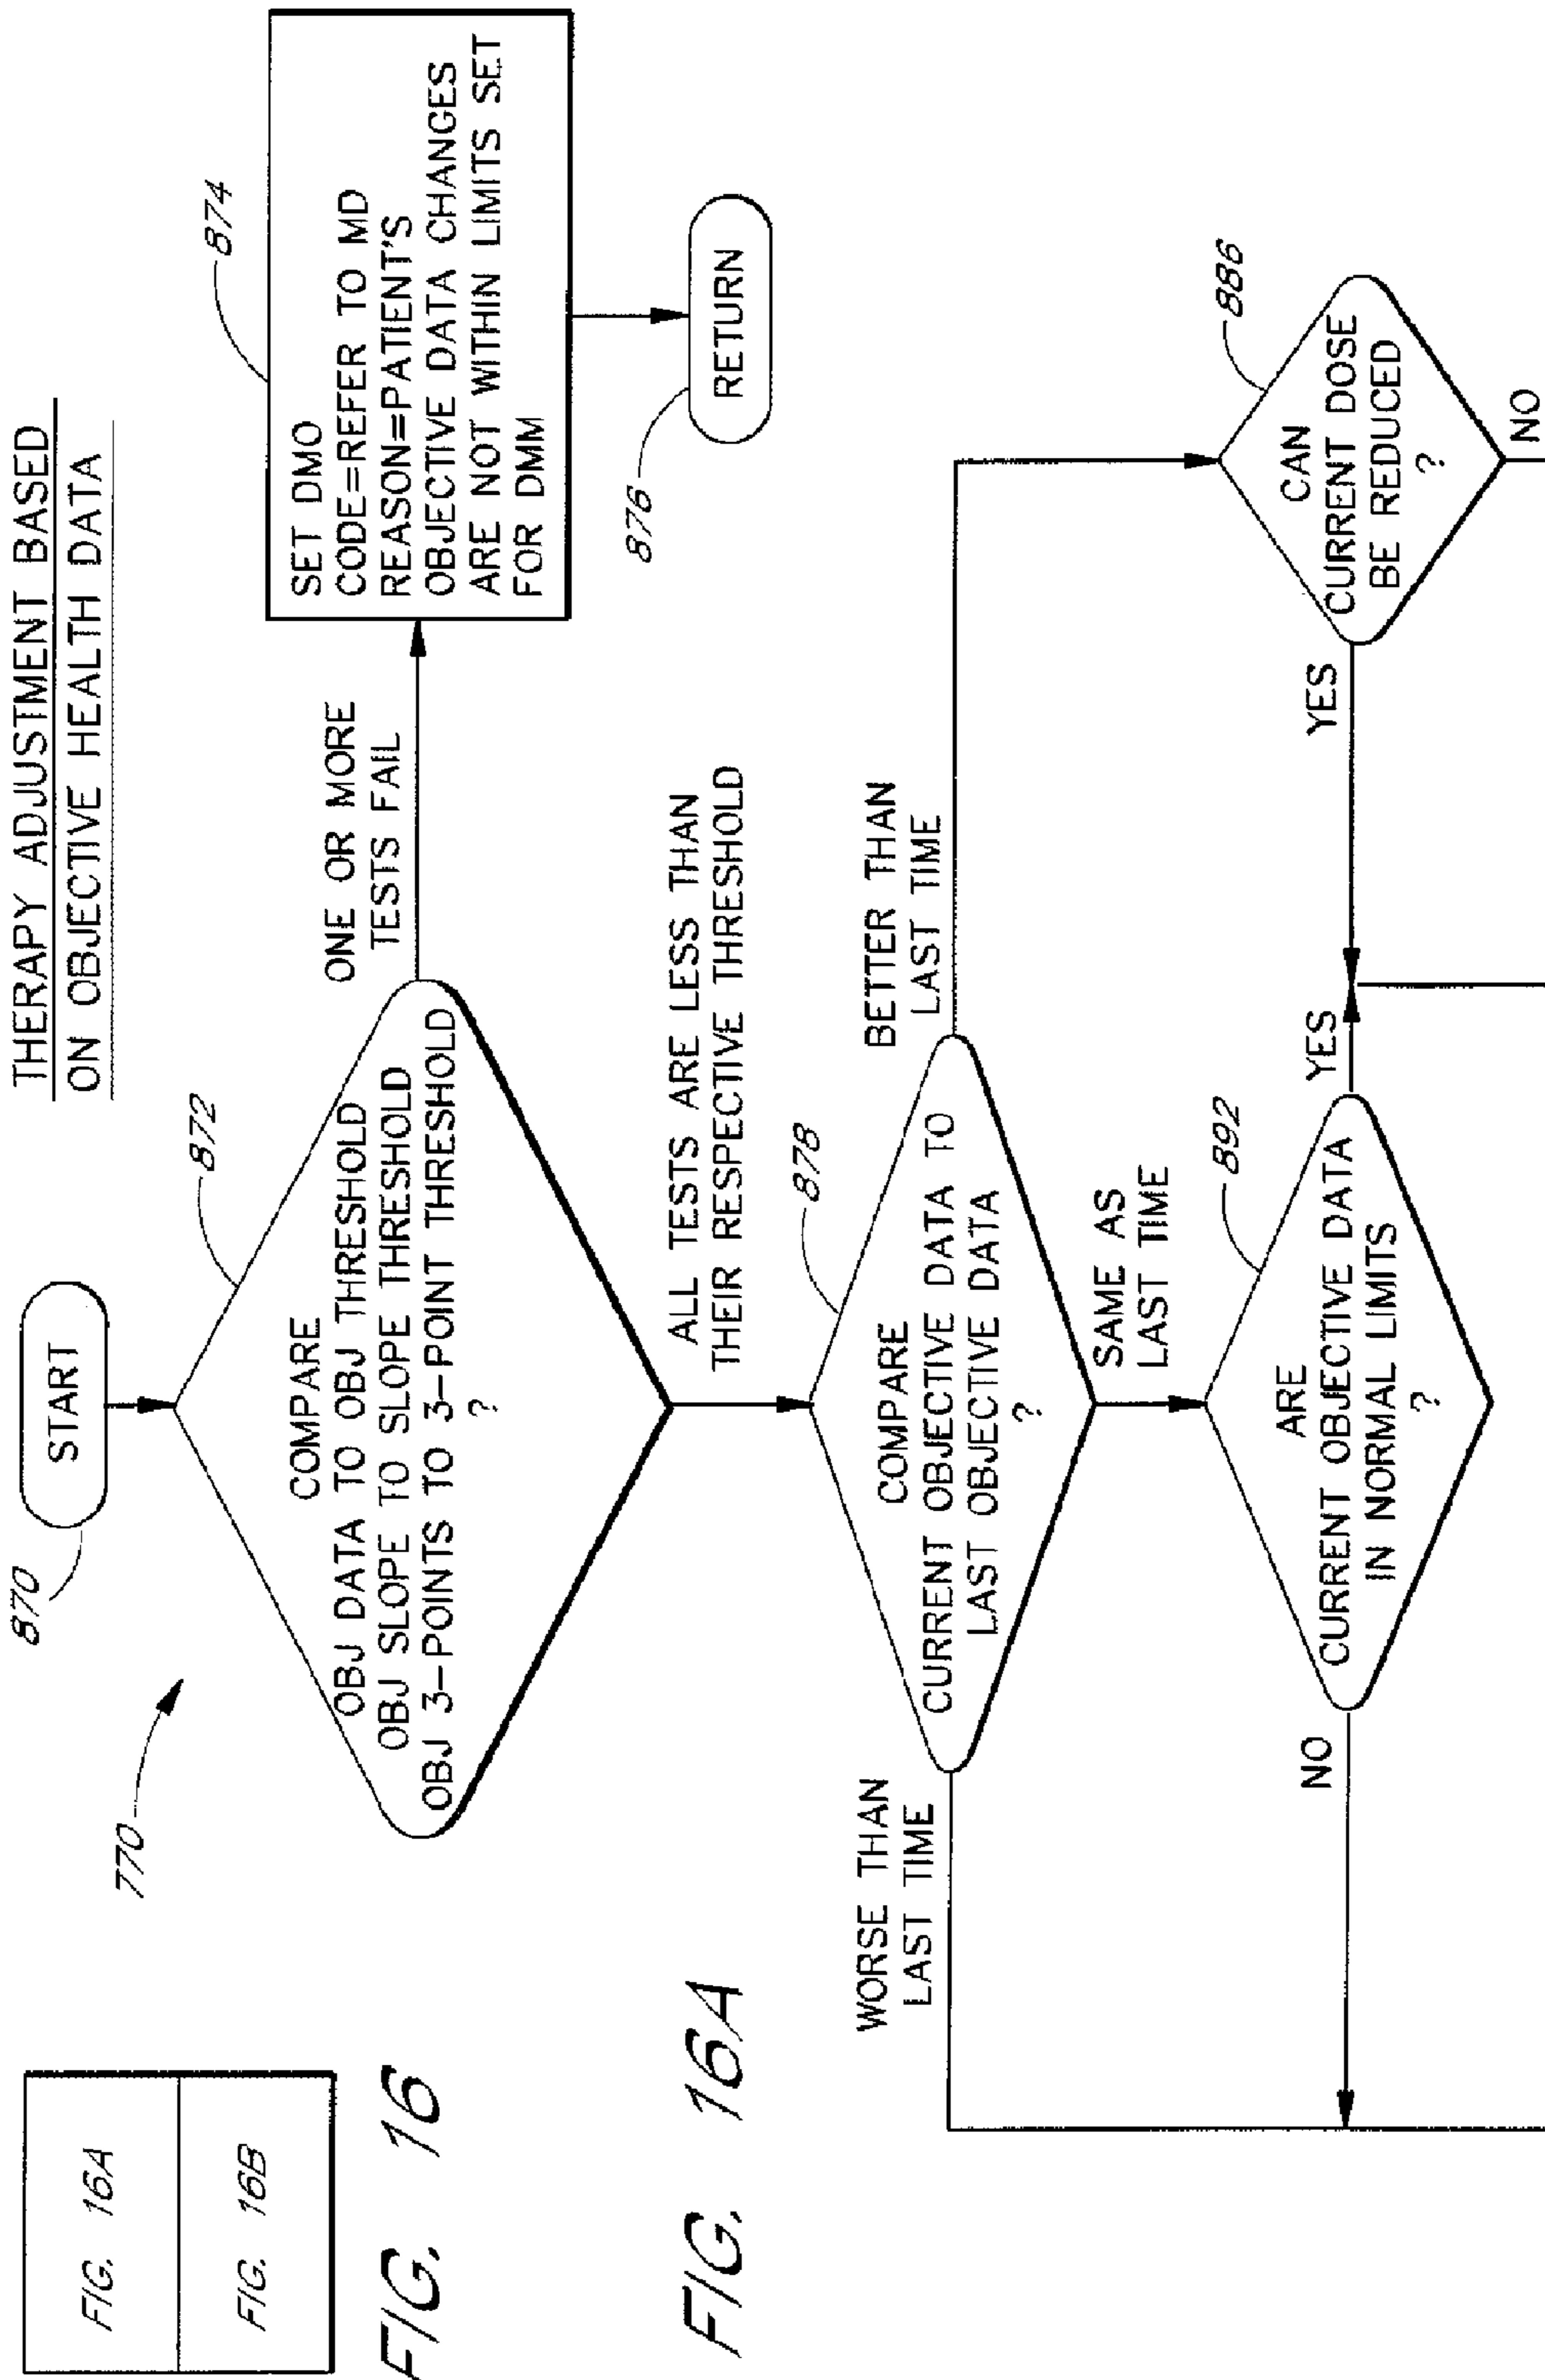 THERAPY ADJUSTMENT BASED
ON OBJECTIVE HEALTH DATA
FIG. 16A
FIG. 16B
FIG. 16
FIG. 16A
770
870
START
872
COMPARE
OBJ DATA TO OBJ THRESHOLD
OBJ SLOPE TO SLOPE THRESHOLD
OBJ 3-POINTS TO 3-POINT THRESHOLD
?
ONE OR MORE
TESTS FAIL
874
SET DMO
CODE=REFER TO MD
REASON=PATIENT'S
OBJECTIVE DATA CHANGES
ARE NOT WITHIN LIMITS SET
FOR DMM
876
RETURN
ALL TESTS ARE LESS THAN
THEIR RESPECTIVE THRESHOLD
878
COMPARE
CURRENT OBJECTIVE DATA TO
LAST OBJECTIVE DATA
?
WORSE THAN
LAST TIME
BETTER THAN
LAST TIME
SAME AS
LAST TIME
892
ARE
CURRENT OBJECTIVE DATA
IN NORMAL LIMITS
?
NO
YES
886
CAN
CURRENT DOSE
BE REDUCED
?
YES
NO